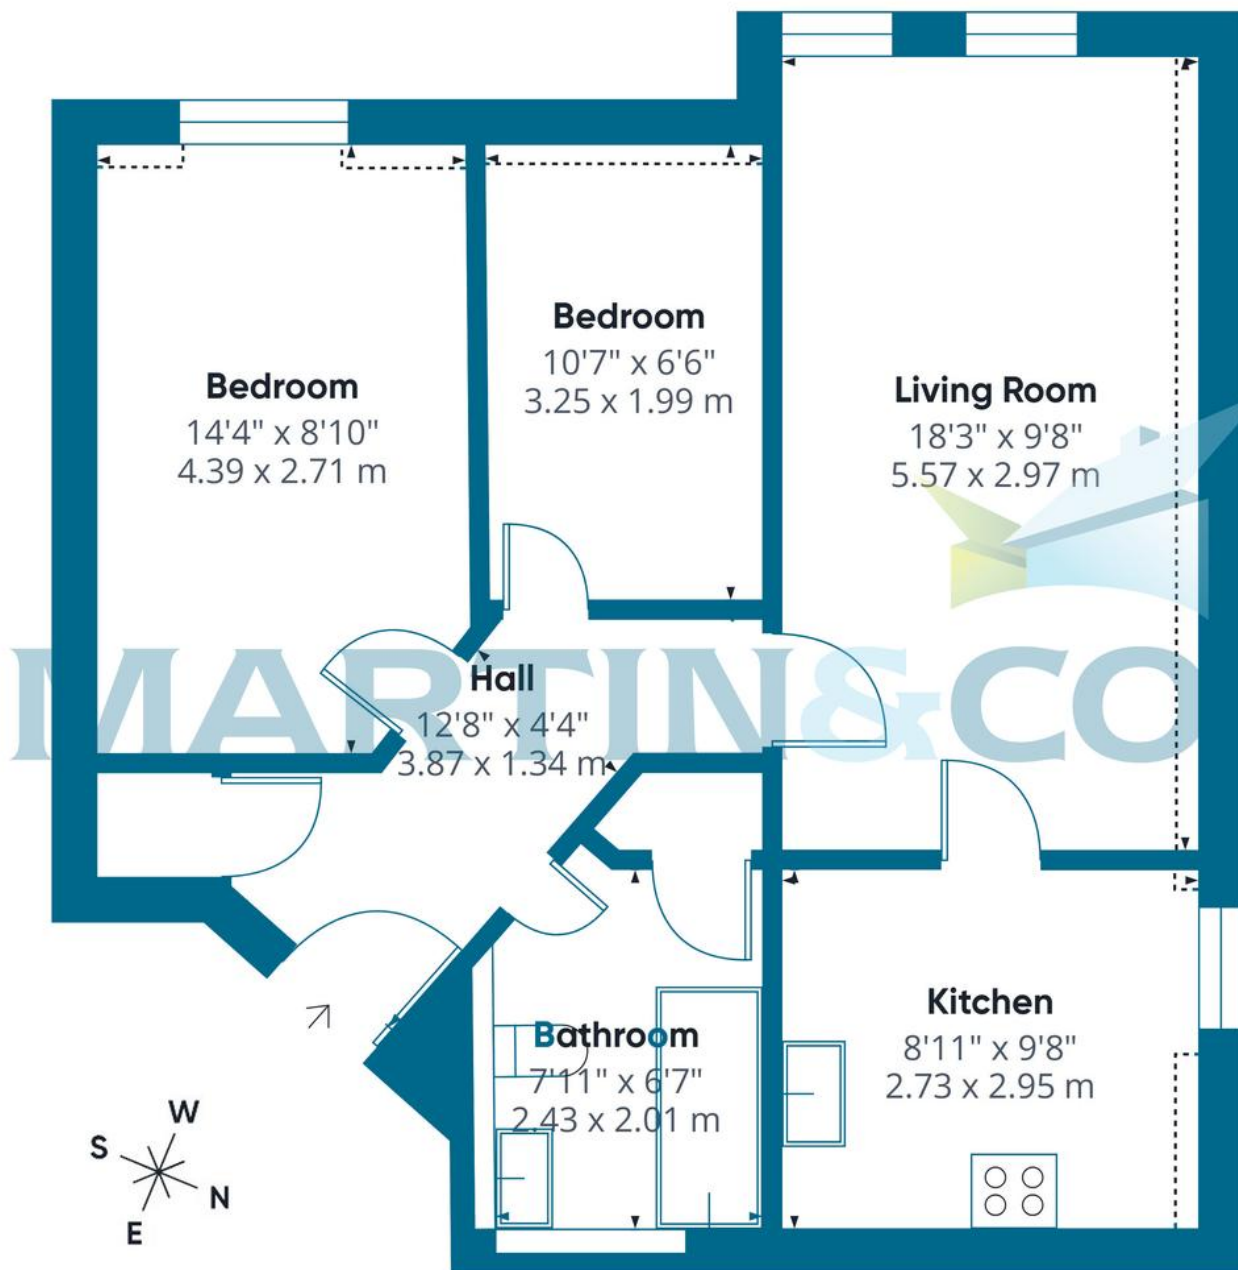 Bedroom
14'4" x 8'10"
4.39 x 2.71 m
Bedroom
10'7" x 6'6"
3.25 x 1.99 m
Living Room
18'3" x 9'8"
5.57 x 2.97 m
MARTIN&CO
Hall
12'8" x 4'4"
3.87 x 1.34 m
Kitchen
8'11" x 9'8"
2.73 x 2.95 m
Bathroom
7'11" x 6'7"
2.43 x 2.01 m
W
S
N
E